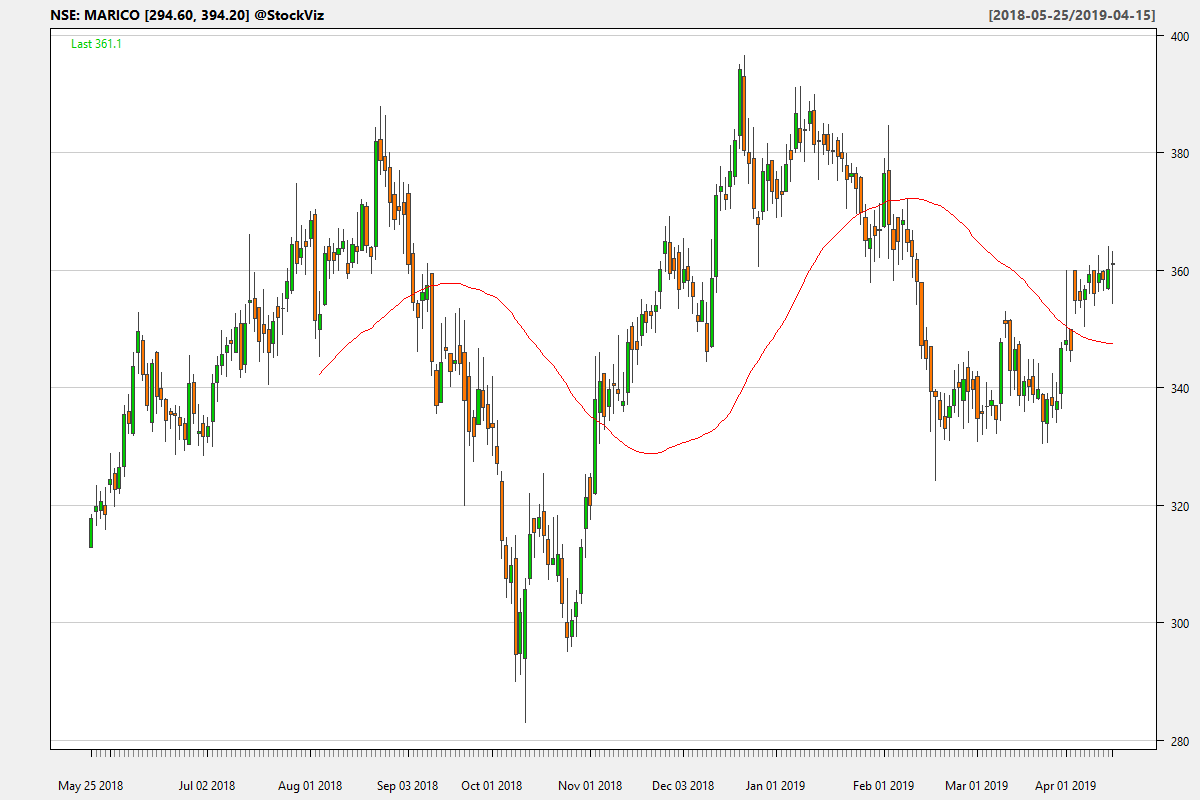 NSE: MARICO [294.60, 394.20] @StockViz [2018-05-25/2019-04-15]
Last 361.1
400
380
360
340
320
300
280
May 25 2018 Jul 02 2018 Aug 01 2018 Sep 03 2018 Oct 01 2018 Nov 01 2018 Dec 03 2018 Jan 01 2019 Feb 01 2019 Mar 01 2019 Apr 01 2019